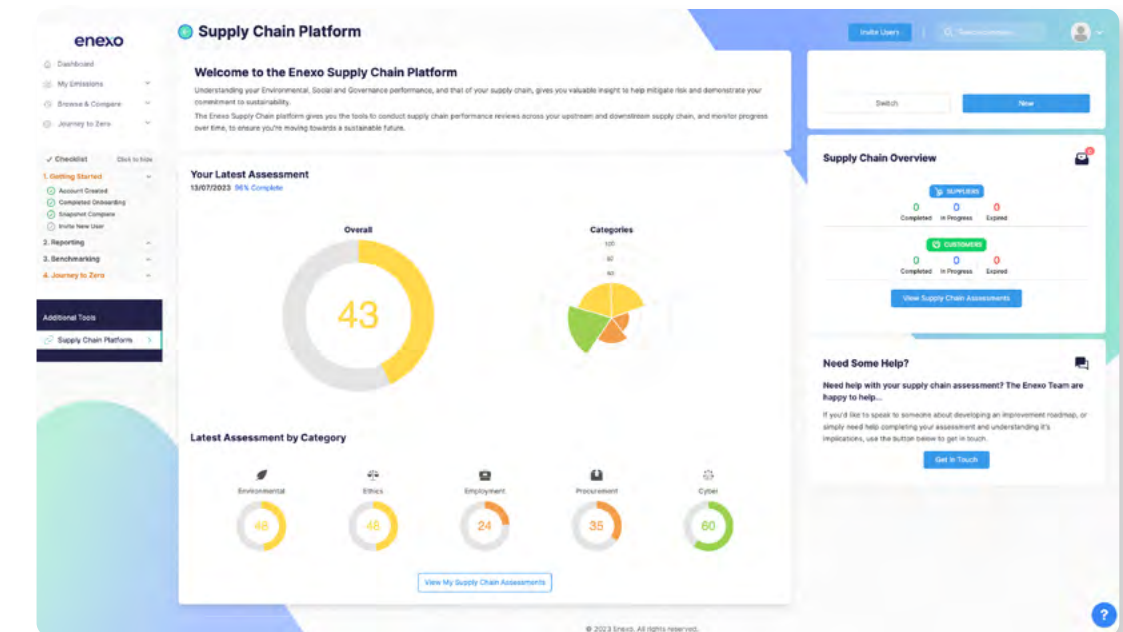 enexo
Dashboard
My Emissions
Browse & Compare
Journey to Zero
✓ Checklist Click to hide
1. Getting Started
Account Created
Completed Onboarding
Snapshot Complete
Invite New User
2. Reporting
3. Benchmarking
4. Journey to Zero
Additional Tools
Supply Chain Platform
Supply Chain Platform
Invite Users
Welcome to the Enexo Supply Chain Platform
Understanding your Environmental, Social and Governance performance, and that of your supply chain, gives you valuable insight to help mitigate risk and demonstrate your
commitment to sustainability.
The Enexo Supply Chain platform gives you the tools to conduct supply chain performance reviews across your upstream and downstream supply chain, and monitor progress
over time, to ensure you're moving towards a sustainable future.
Your Latest Assessment
13/07/2023 96% Complete
Overall
43
Categories
100
80
60
Latest Assessment by Category
Environmental
48
Ethics
48
Employment
24
Procurement
35
Cyber
60
View My Supply Chain Assessments
Switch
New
Supply Chain Overview
SUPPLIERS
0 0 0
Completed In Progress Expired
CUSTOMERS
0 0 0
Completed In Progress Expired
View Supply Chain Assessments
Need Some Help?
Need help with your supply chain assessment? The Enexo Team are
happy to help...
If you'd like to speak to someone about developing an improvement roadmap, or
simply need help completing your assessment and understanding it's
implications, use the button below to get in touch.
Get in Touch
© 2023 Enexo. All rights reserved.
?